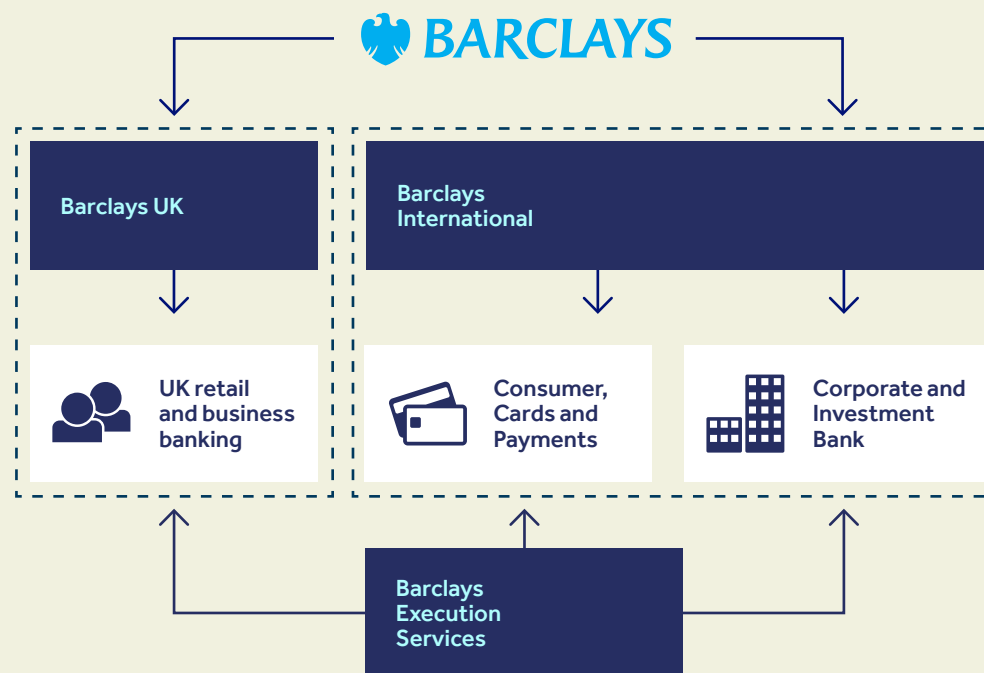 BARCLAYS
Barclays UK
Barclays
International
UK retail
and business
banking
Consumer,
Cards and
Payments
Corporate and
Investment
Bank
Barclays
Execution
Services